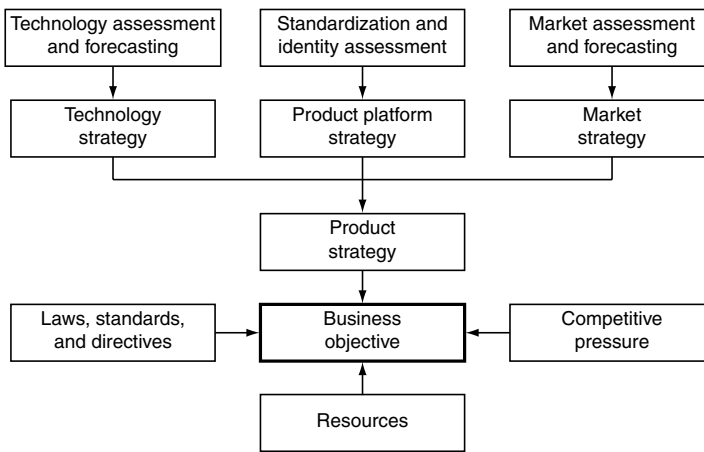 Technology assessment
and forecasting
Standardization and
identity assessment
Market assessment
and forecasting
Technology
strategy
Product platform
strategy
Market
strategy
Product
strategy
Laws, standards,
and directives
Business
objective
Competitive
pressure
Resources